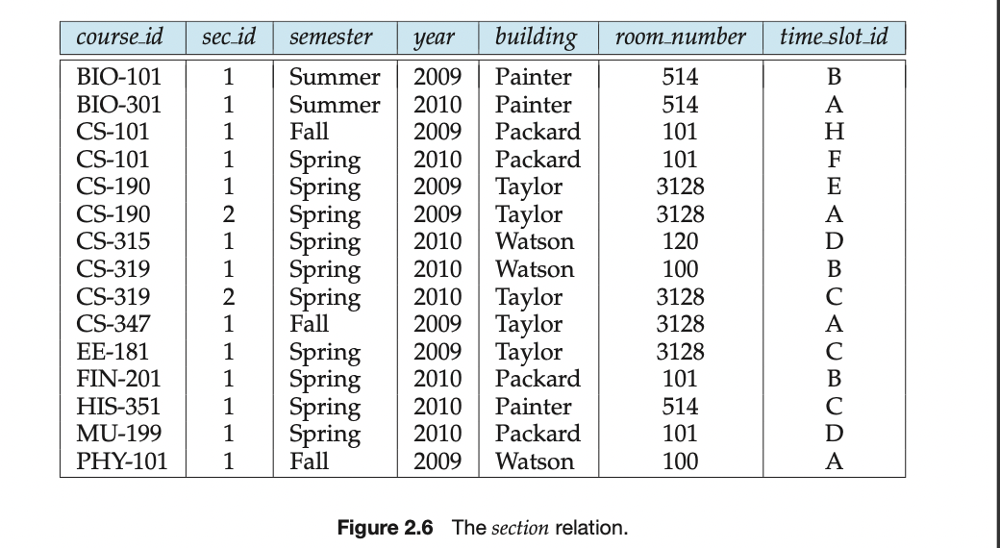 course_id sec_id semester year building room_number time_slot_id
BIO-101 1 Summer 2009 Painter 514 B
BIO-301 1 Summer 2010 Painter 514 A
CS-101 1 Fall 2009 Packard 101 H
CS-101 1 Spring 2010 Packard 101 F
CS-190 1 Spring 2009 Taylor 3128 E
CS-190 2 Spring 2009 Taylor 3128 A
CS-315 1 Spring 2010 Watson 120 D
CS-319 1 Spring 2010 Watson 100 B
CS-319 2 Spring 2010 Taylor 3128 C
CS-347 1 Fall 2009 Taylor 3128 A
EE-181 1 Spring 2009 Taylor 3128 C
FIN-201 1 Spring 2010 Packard 101 B
HIS-351 1 Spring 2010 Painter 514 C
MU-199 1 Spring 2010 Packard 101 D
PHY-101 1 Fall 2009 Watson 100 A
Figure 2.6 The section relation.